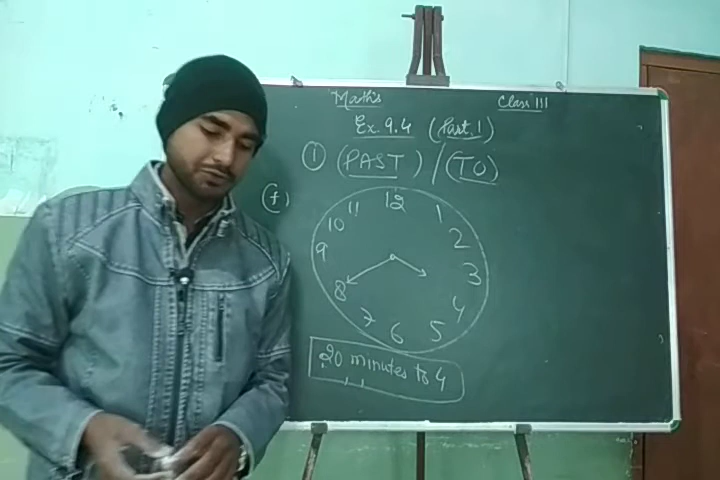 Maths Class III
Ex. 9.4 (Part.1)
① (PAST) / (TO)
(f)
12
11 1
10 2
9 3
8 4
7 5
6
20 minutes to 4